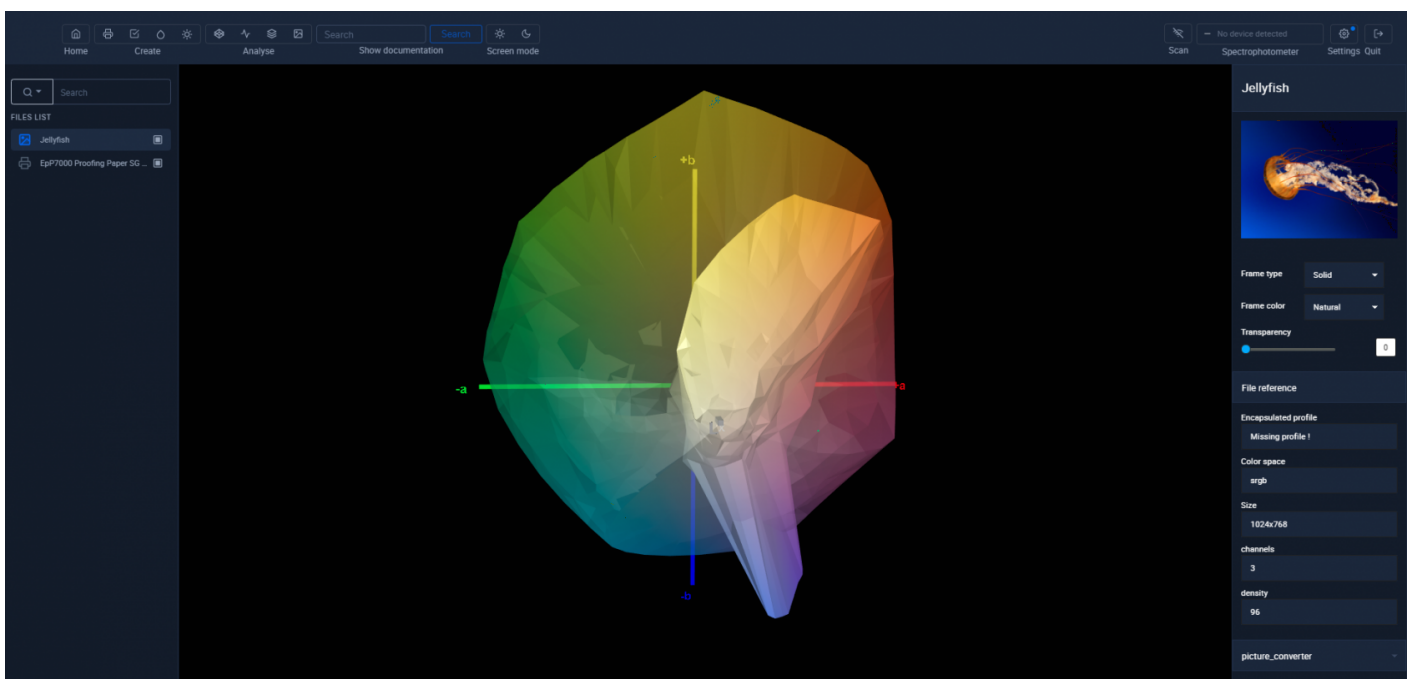 Search
Search
No device detected
Home
Create
Analyse
Show documentation
Screen mode
Scan
Spectrophotometer
Settings
Quit
Search
FILES LIST
Jellyfish
EpP7000 Proofing Paper SG ...
+b
-a
+a
-b
Jellyfish
Frame type
Solid
Frame color
Natural
Transparency
0
File reference
Encapsulated profile
Missing profile !
Color space
srgb
Size
1024x768
channels
3
density
96
picture_converter